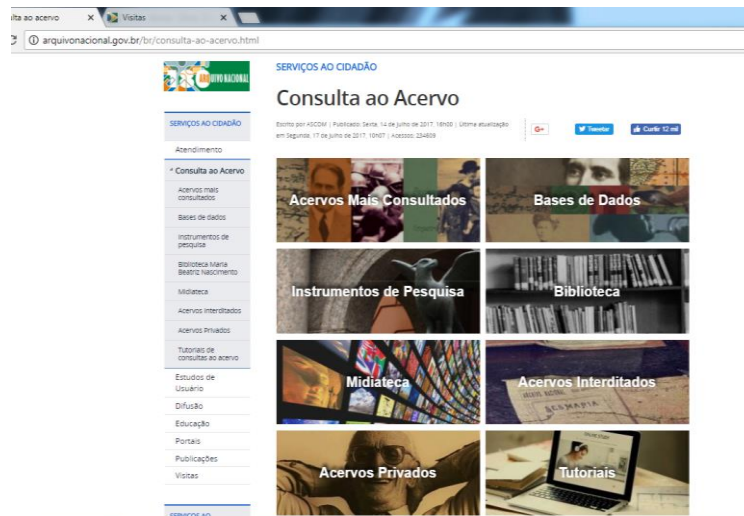 lta ao acervo
Visitas
arquivonacional.gov.br/br/consulta-ao-acervo.html
ARQUIVO NACIONAL
SERVIÇOS AO CIDADÃO
Atendimento
Consulta ao Acervo
Acervos mais
consultados
Bases de dados
Instrumentos de
pesquisa
Biblioteca Maria
Beatriz Nascimento
Midiateca
Acervos Interditados
Acervos Privados
Tutoriais de
consultas ao acervo
Estudos de
Usuário
Difusão
Educação
Portais
Publicações
Visitas
SERVIÇOS AO
SERVIÇOS AO CIDADÃO
Consulta ao Acervo
Escrito por ASCOM | Publicado: Sexta, 14 de Julho de 2017, 16h00 | Última atualização
em Segunda, 17 de Julho de 2017, 10h07 | Acessos: 234809
G+
Tweetar
Curtir 12 mil
Acervos Mais Consultados
Bases de Dados
Instrumentos de Pesquisa
Biblioteca
Midiateca
Acervos Interditados
Acervos Privados
Tutoriais